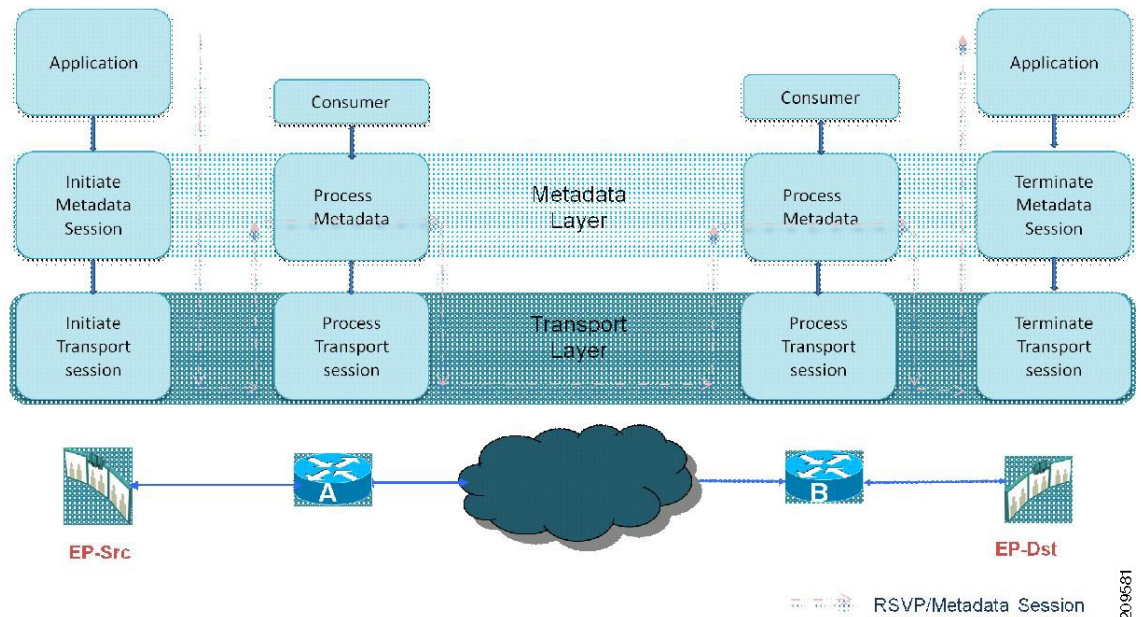 Application
Consumer
Consumer
Application
Initiate
Metadata
Session
Process
Metadata
Metadata
Layer
Process
Metadata
Terminate
Metadata
Session
Initiate
Transport
session
Process
Transport
session
Transport
Layer
Process
Transport
session
Terminate
Transport
session
A
B
EP-Src
EP-Dst
RSVP/Metadata Session
209581